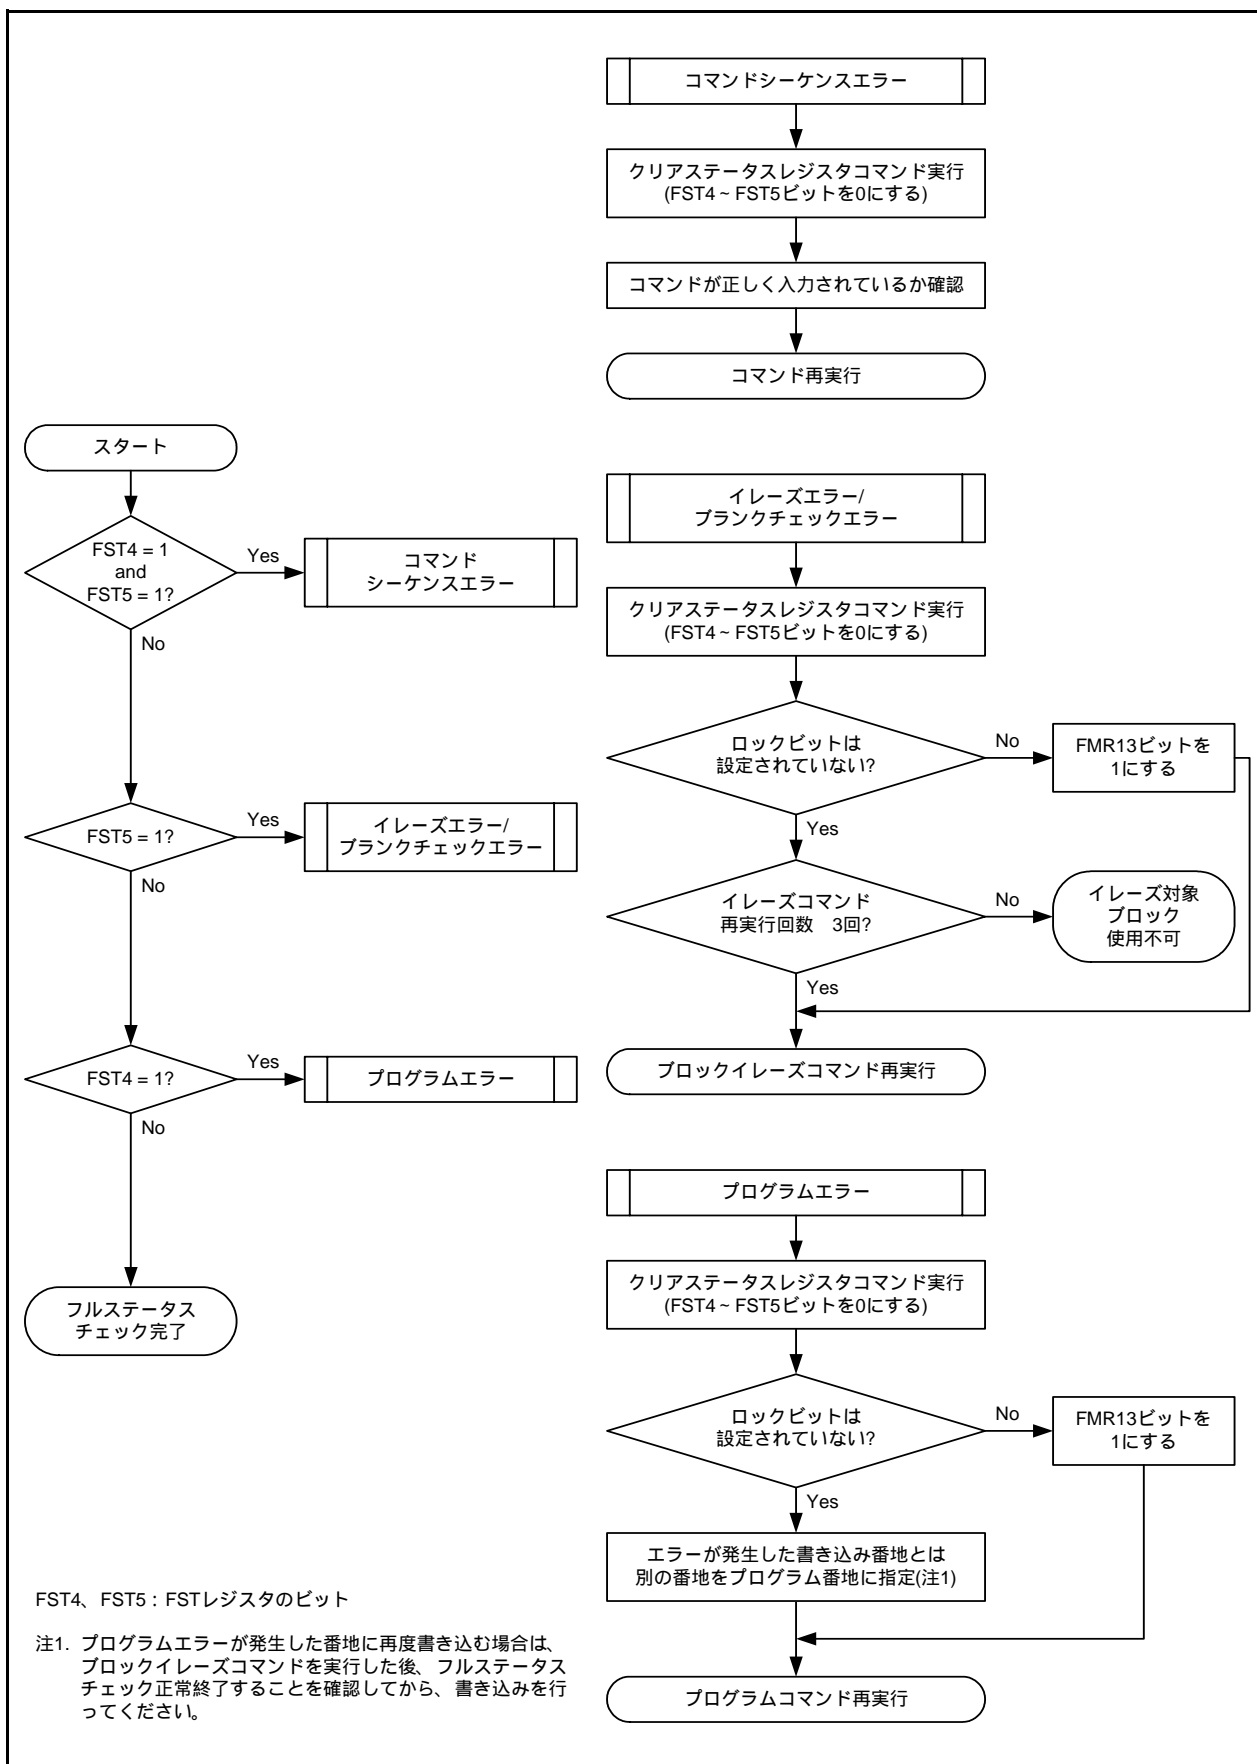 コマンドシーケンスエラー
クリアステータスレジスタコマンド実行
(FST4 ~ FST5ビットを0にする)
コマンドが正しく入力されているか確認
コマンド再実行
スタート
FST4 = 1
and
FST5 = 1?
Yes
コマンド
シーケンスエラー
No
FST5 = 1?
Yes
イレーズエラー/
ブランクチェックエラー
No
FST4 = 1?
Yes
プログラムエラー
No
フルステータス
チェック完了
イレーズエラー/
ブランクチェックエラー
クリアステータスレジスタコマンド実行
(FST4 ~ FST5ビットを0にする)
ロックビットは
設定されていない?
No
FMR13ビットを
1にする
Yes
イレーズコマンド
再実行回数 3回?
No
イレーズ対象
ブロック
使用不可
Yes
ブロックイレーズコマンド再実行
プログラムエラー
クリアステータスレジスタコマンド実行
(FST4 ~ FST5ビットを0にする)
ロックビットは
設定されていない?
No
FMR13ビットを
1にする
Yes
エラーが発生した書き込み番地とは
別の番地をプログラム番地に指定(注1)
プログラムコマンド再実行
FST4、FST5 : FSTレジスタのビット
注1. プログラムエラーが発生した番地に再度書き込む場合は、
ブロックイレーズコマンドを実行した後、フルステータス
チェック正常終了することを確認してから、書き込みを行
ってください。